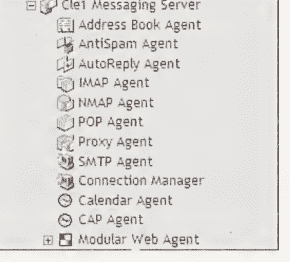 Cle1 Messaging Server
Address Book Agent
AntiSpam Agent
AutoReply Agent
IMAP Agent
NMAP Agent
POP Agent
Proxy Agent
SMTP Agent
Connection Manager
Calendar Agent
CAP Agent
Modular Web Agent